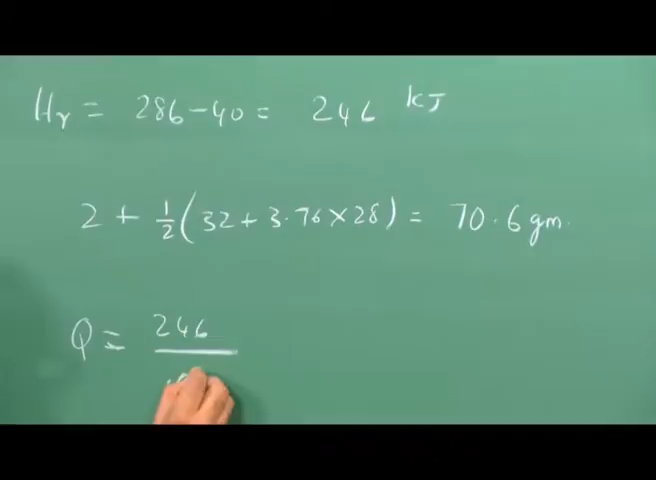 Hr = 286 - 40 = 246 kJ
2 + 1/2 (32 + 3.76 × 28) = 70.6 gm.
Q = 246